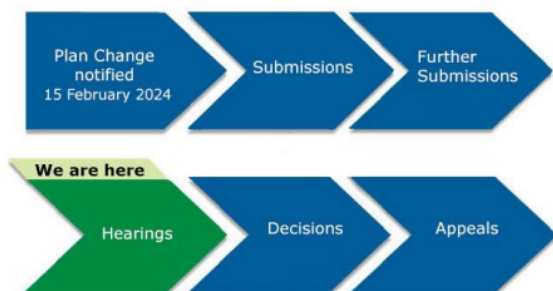 Plan Change
notified
15 February 2024
Submissions
Further
Submissions
We are here
Hearings
Decisions
Appeals